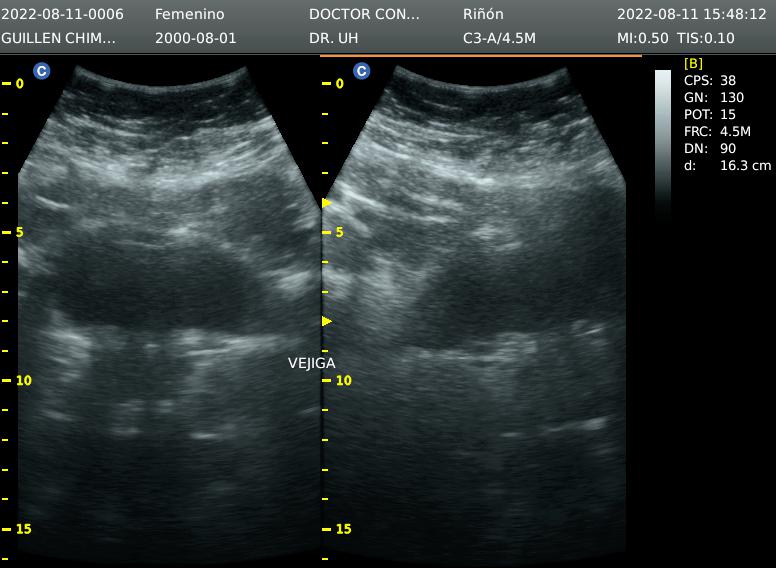 2022-08-11-0006 Femenino DOCTOR CON... Riñón 2022-08-11 15:48:12
GUILLEN CHIM... 2000-08-01 DR. UH C3-A/4.5M MI:0.50 TIS:0.10
C C [B]
0 0 CPS: 38
GN: 130
POT: 15
FRC: 4.5M
DN: 90
d: 16.3 cm
5 5
VEJIGA
10 10
15 15